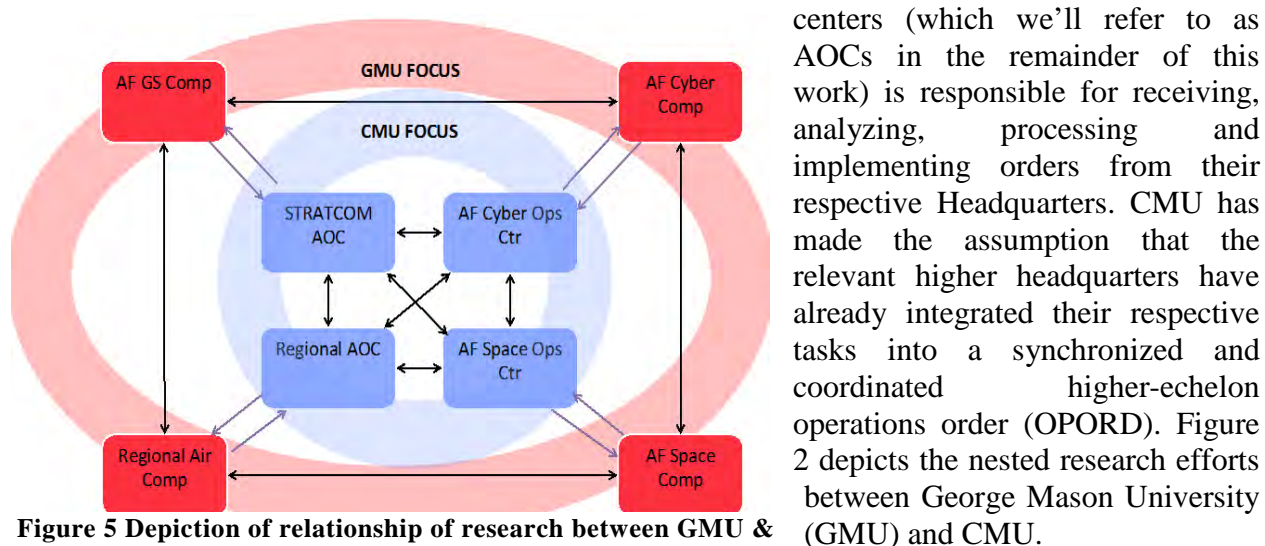 GMU FOCUS
AF GS Comp
AF Cyber
Comp
CMU FOCUS
STRATCOM
AOC
AF Cyber Ops
Ctr
Regional AOC
AF Space Ops
Ctr
Regional Air
Comp
AF Space
Comp
Figure 5 Depiction of relationship of research between GMU &
centers (which we’ll refer to as
AOCs in the remainder of this
work) is responsible for receiving,
analyzing, processing and
implementing orders from their
respective Headquarters. CMU has
made the assumption that the
relevant higher headquarters have
already integrated their respective
tasks into a synchronized and
coordinated higher-echelon
operations order (OPORD). Figure
2 depicts the nested research efforts
between George Mason University
(GMU) and CMU.